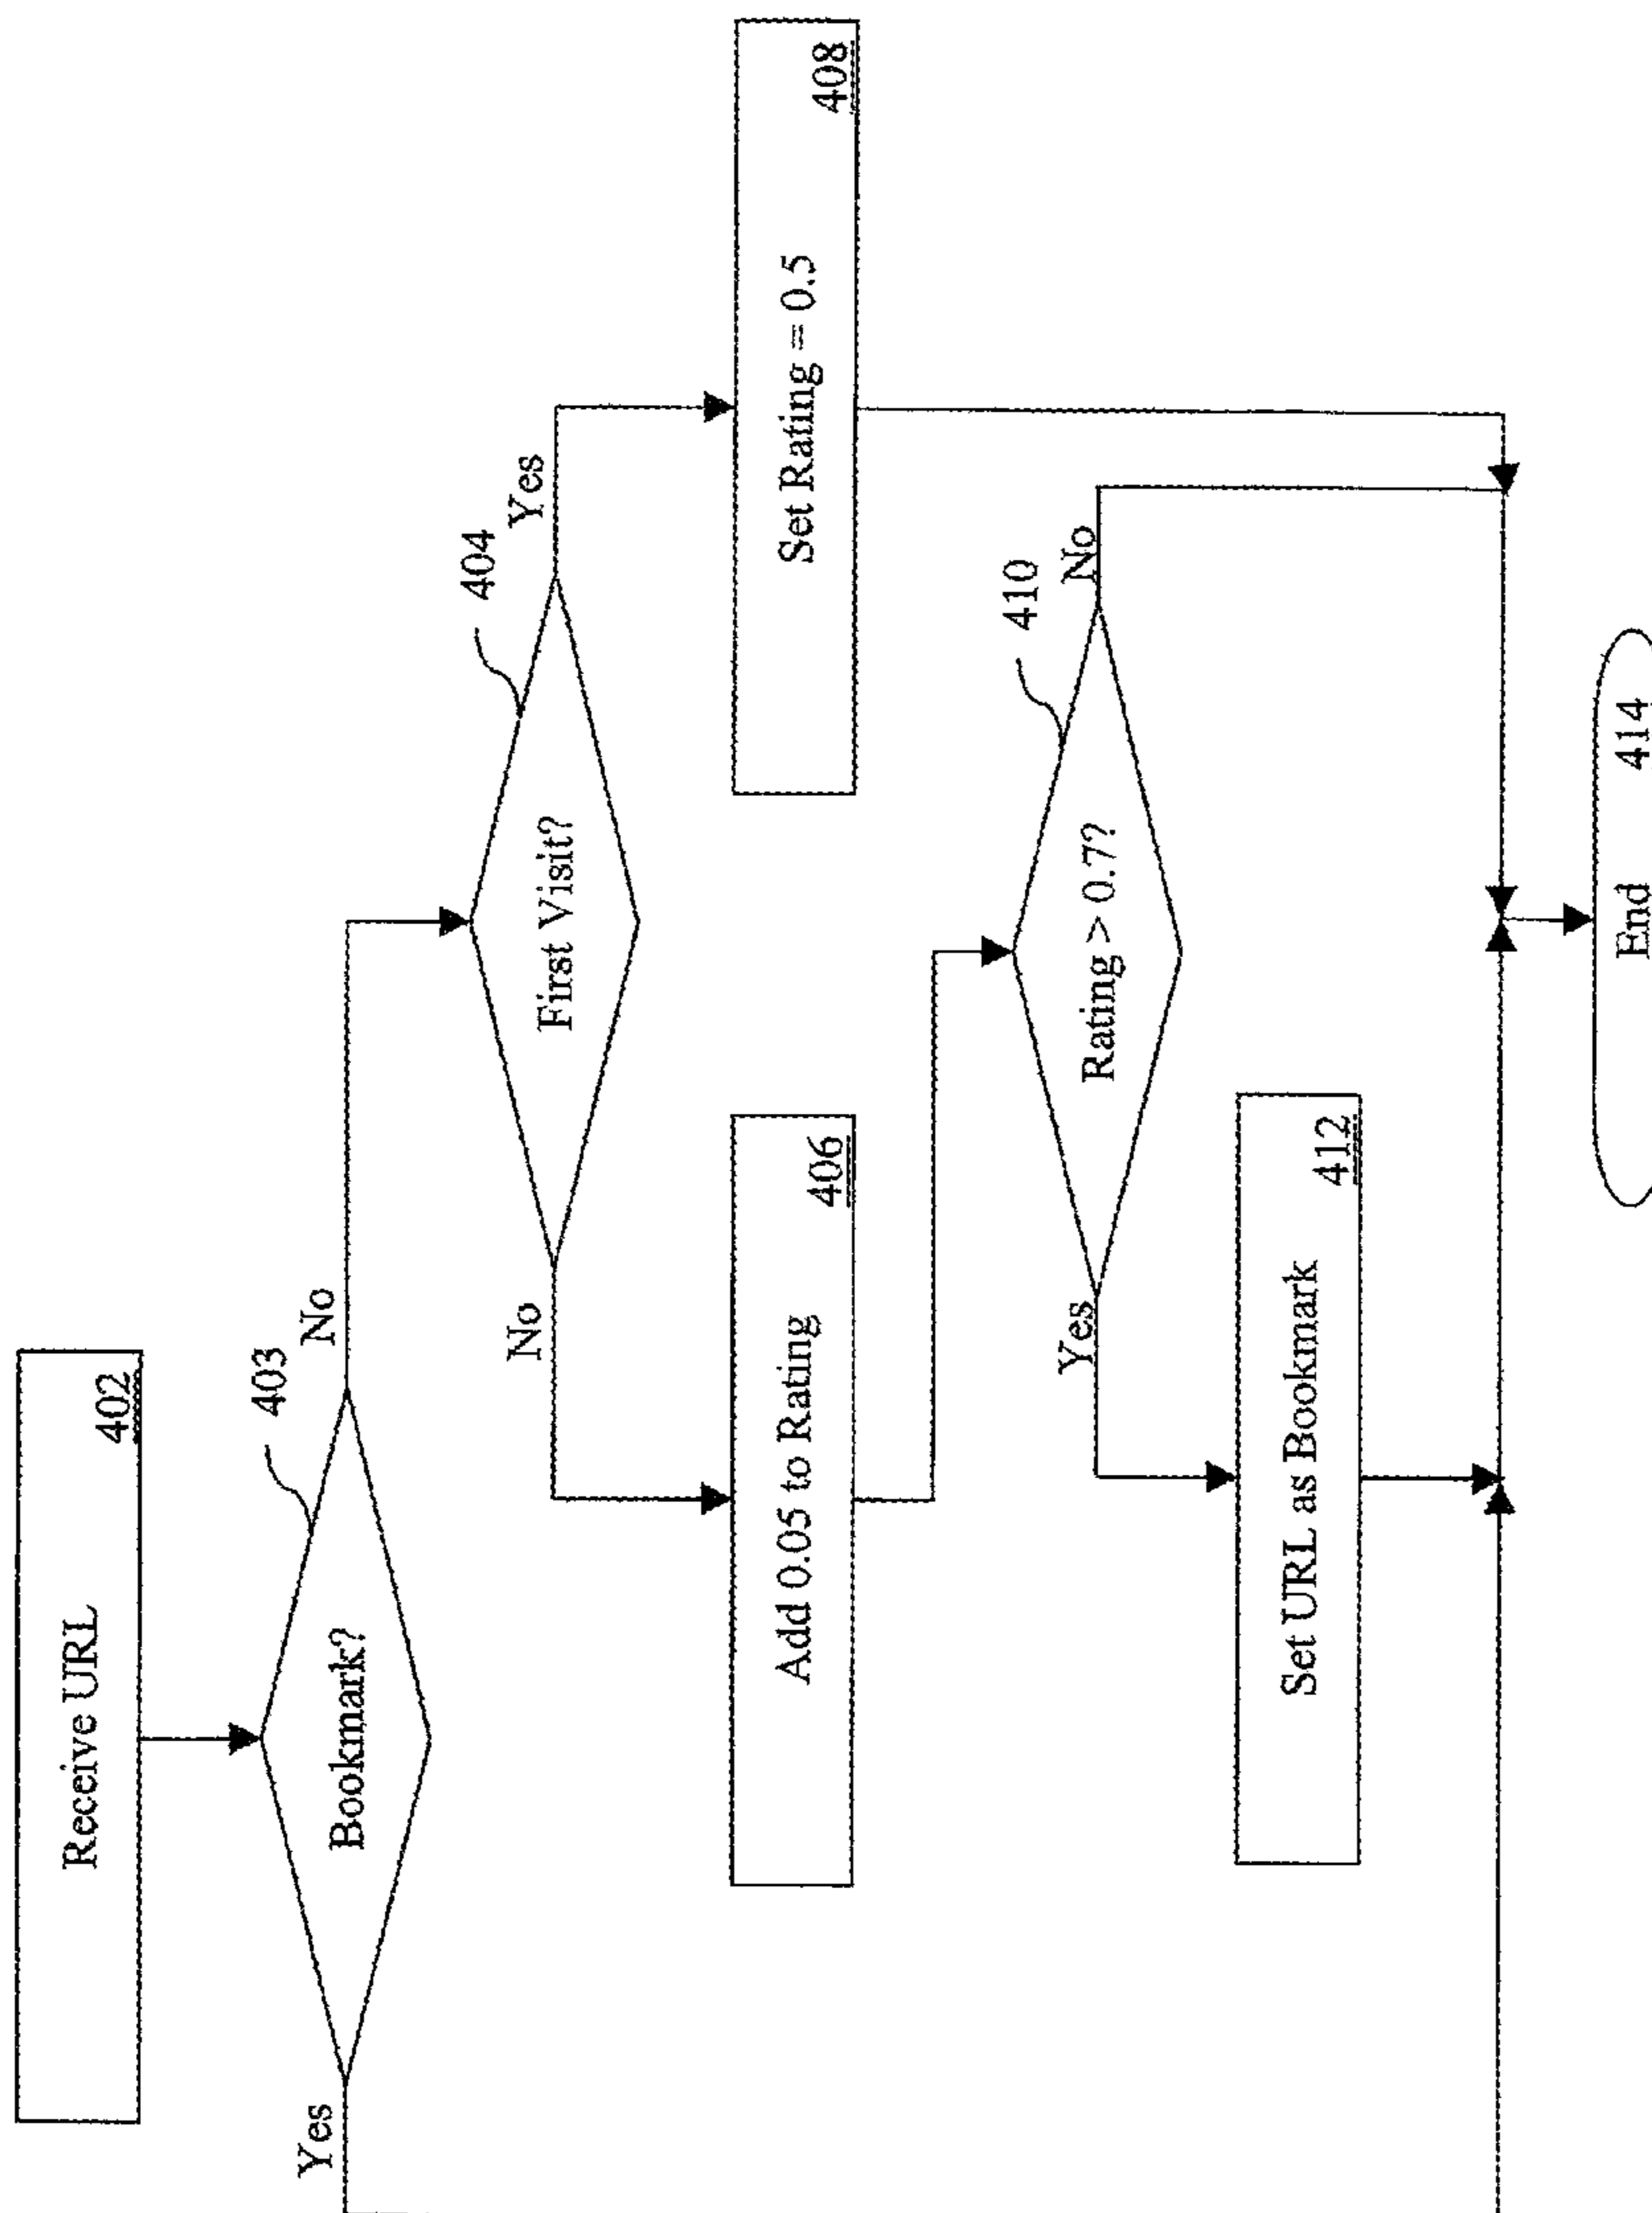 Receive URL
402
403
Bookmark?
Yes
No
404
First Visit?
No
Yes
Add 0.05 to Rating
406
Set Rating = 0.5
408
410
Rating > 0.7?
Yes
No
Set URL as Bookmark
412
End 414